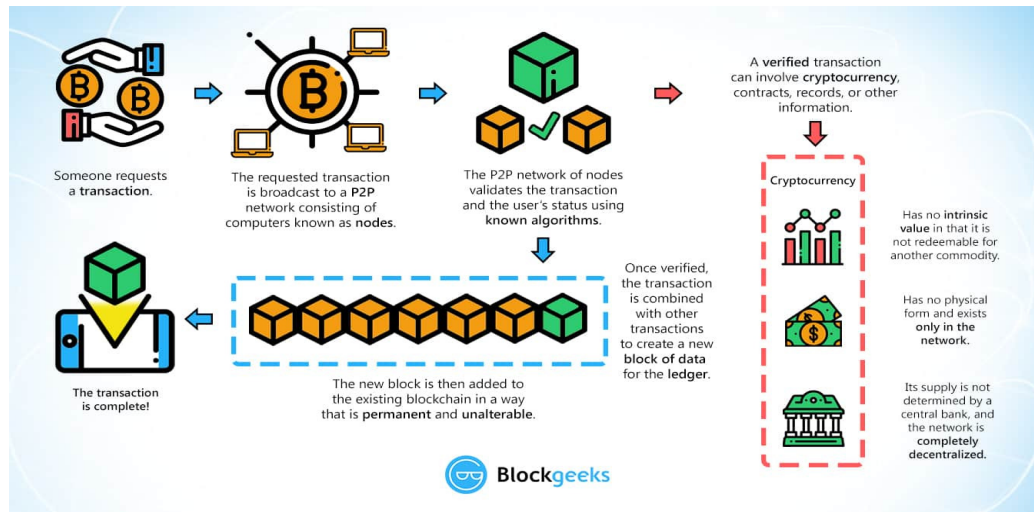 Someone requests
a transaction.
The requested transaction
is broadcast to a P2P
network consisting of
computers known as nodes.
The P2P network of nodes
validates the transaction
and the user's status using
known algorithms.
A verified transaction
can involve cryptocurrency,
contracts, records, or other
information.
Cryptocurrency
Has no intrinsic
value in that it is
not redeemable for
another commodity.
Has no physical
form and exists
only in the
network.
Its supply is not
determined by a
central bank, and
the network is
completely
decentralized.
Once verified,
the transaction
is combined
with other
transactions
to create a new
block of data
for the ledger.
The new block is then added to
the existing blockchain in a way
that is permanent and unalterable.
The transaction
is complete!
Blockgeeks